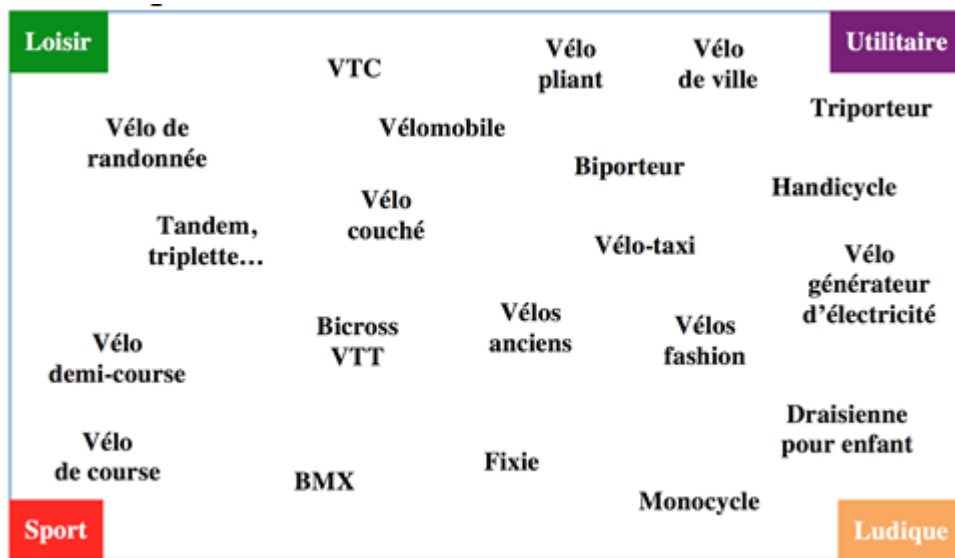 Loisir
Utilitaire
VTC
Vélo
pliant
Vélo
de ville
Triporteur
Vélo de
randonnée
Vélomobile
Biporteur
Handicycle
Vélo
couché
Tandem,
triplette…
Vélo-taxi
Vélo
générateur
d’électricité
Bicross
VTT
Vélos
anciens
Vélos
fashion
Vélo
demi-course
Draisienne
pour enfant
Vélo
de course
BMX
Fixie
Monocycle
Sport
Ludique